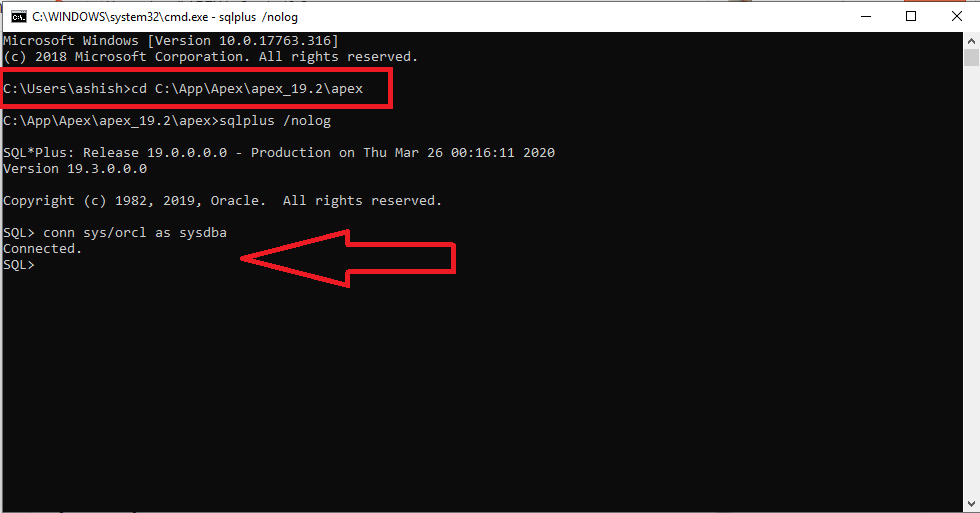 C:\WINDOWS\system32\cmd.exe - sqlplus /nolog
Microsoft Windows [Version 10.0.17763.316]
(c) 2018 Microsoft Corporation. All rights reserved.
C:\Users\ashish>cd C:\App\Apex\apex_19.2\apex
C:\App\Apex\apex_19.2\apex>sqlplus /nolog
SQL*Plus: Release 19.0.0.0.0 - Production on Thu Mar 26 00:16:11 2020
Version 19.3.0.0.0
Copyright (c) 1982, 2019, Oracle.  All rights reserved.
SQL> conn sys/orcl as sysdba
Connected.
SQL>